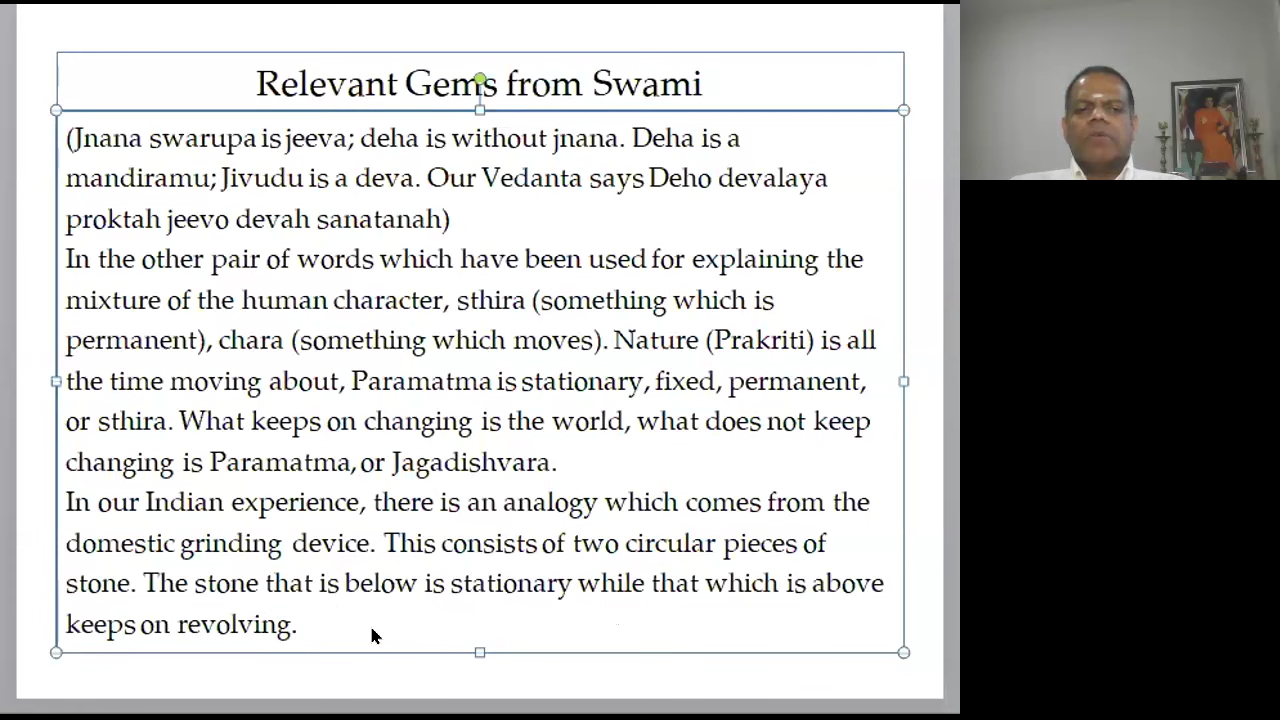 Relevant Gems from Swami
(Jnana swarupa is jeeva; deha is without jnana. Deha is a
mandiramu; Jivudu is a deva. Our Vedanta says Deho devalaya
proktah jeevo devah sanatanah)
In the other pair of words which have been used for explaining the
mixture of the human character, sthira (something which is
permanent), chara (something which moves). Nature (Prakriti) is all
the time moving about, Paramatma is stationary, fixed, permanent,
or sthira. What keeps on changing is the world, what does not keep
changing is Paramatma, or Jagadishvara.
In our Indian experience, there is an analogy which comes from the
domestic grinding device. This consists of two circular pieces of
stone. The stone that is below is stationary while that which is above
keeps on revolving.